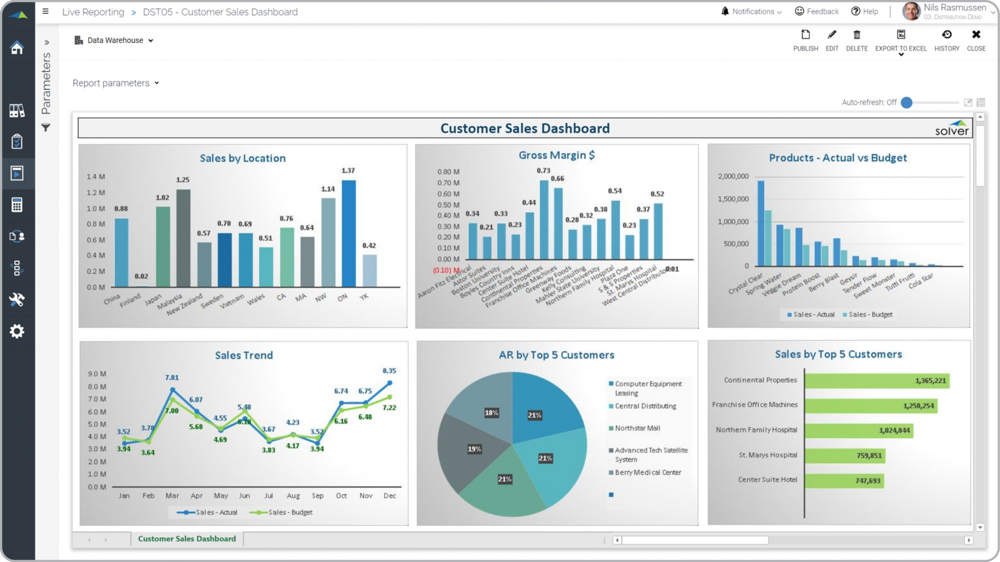 Live Reporting > DST05 - Customer Sales Dashboard
Notifications
Feedback
Help
Nils Rasmussen
03. Distribution Demo
Parameters
Data Warehouse
PUBLISH
EDIT
DELETE
EXPORT TO EXCEL
HISTORY
CLOSE
Report parameters
Auto-refresh: Off
Customer Sales Dashboard
solver
Sales by Location
1.4 M
1.2 M
1.0 M
0.8 M
0.6 M
0.4 M
0.2 M
0.0 M
0.88
0.02
1.02
1.25
0.57
0.70
0.69
0.51
0.76
0.64
1.14
1.37
0.42
China
Finland
Japan
Malaysia
New Zealand
Sweden
Vietnam
Wales
CA
MA
NW
ON
YK
Gross Margin $
0.80 M
0.70 M
0.60 M
0.50 M
0.40 M
0.30 M
0.20 M
0.10 M
0.00 M
(0.10) M
0.34
0.21
0.33
0.23
0.44
0.73
0.66
0.28
0.32
0.38
0.54
0.23
0.37
0.52
0.01
Aaron Fitz Electrical
Astor Suites
Boston University
Boyles Country Inns
Center Suite Hotel
Continental Properties
Franchise Office Machines
Greenway Foods
Kelly Consulting
Mahler State University
Northern Family Hospital
Plaza One
S & S Properties
St. Marys Hospital
West Central Distributors
Products - Actual vs Budget
2,000,000
1,500,000
1,000,000
500,000
0
Crystal Clear
Spring Water
Veggie Dream
Protein Boost
Berry Blast
Geysir
Tender Flow
Sweet Monster
Tutti Frutti
Cola Star
Sales - Actual
Sales - Budget
Sales Trend
9.0 M
8.0 M
7.0 M
6.0 M
5.0 M
4.0 M
3.0 M
2.0 M
1.0 M
0.0 M
3.52
3.78
7.81
6.07
4.55
5.48
3.67
4.23
3.52
6.74
6.75
8.35
3.94
3.64
7.00
5.68
4.69
6.10
3.83
4.17
3.94
6.16
6.48
7.22
Jan
Feb
Mar
Apr
May
Jun
Jul
Aug
Sep
Oct
Nov
Dec
Sales - Actual
Sales - Budget
AR by Top 5 Customers
21%
21%
21%
19%
18%
Computer Equipment
Leasing
Central Distributing
Northstar Mall
Advanced Tech Satellite
System
Berry Medical Center
Sales by Top 5 Customers
Continental Properties
1,365,221
Franchise Office Machines
1,250,254
Northern Family Hospital
1,024,844
St. Marys Hospital
759,851
Center Suite Hotel
747,693
Customer Sales Dashboard